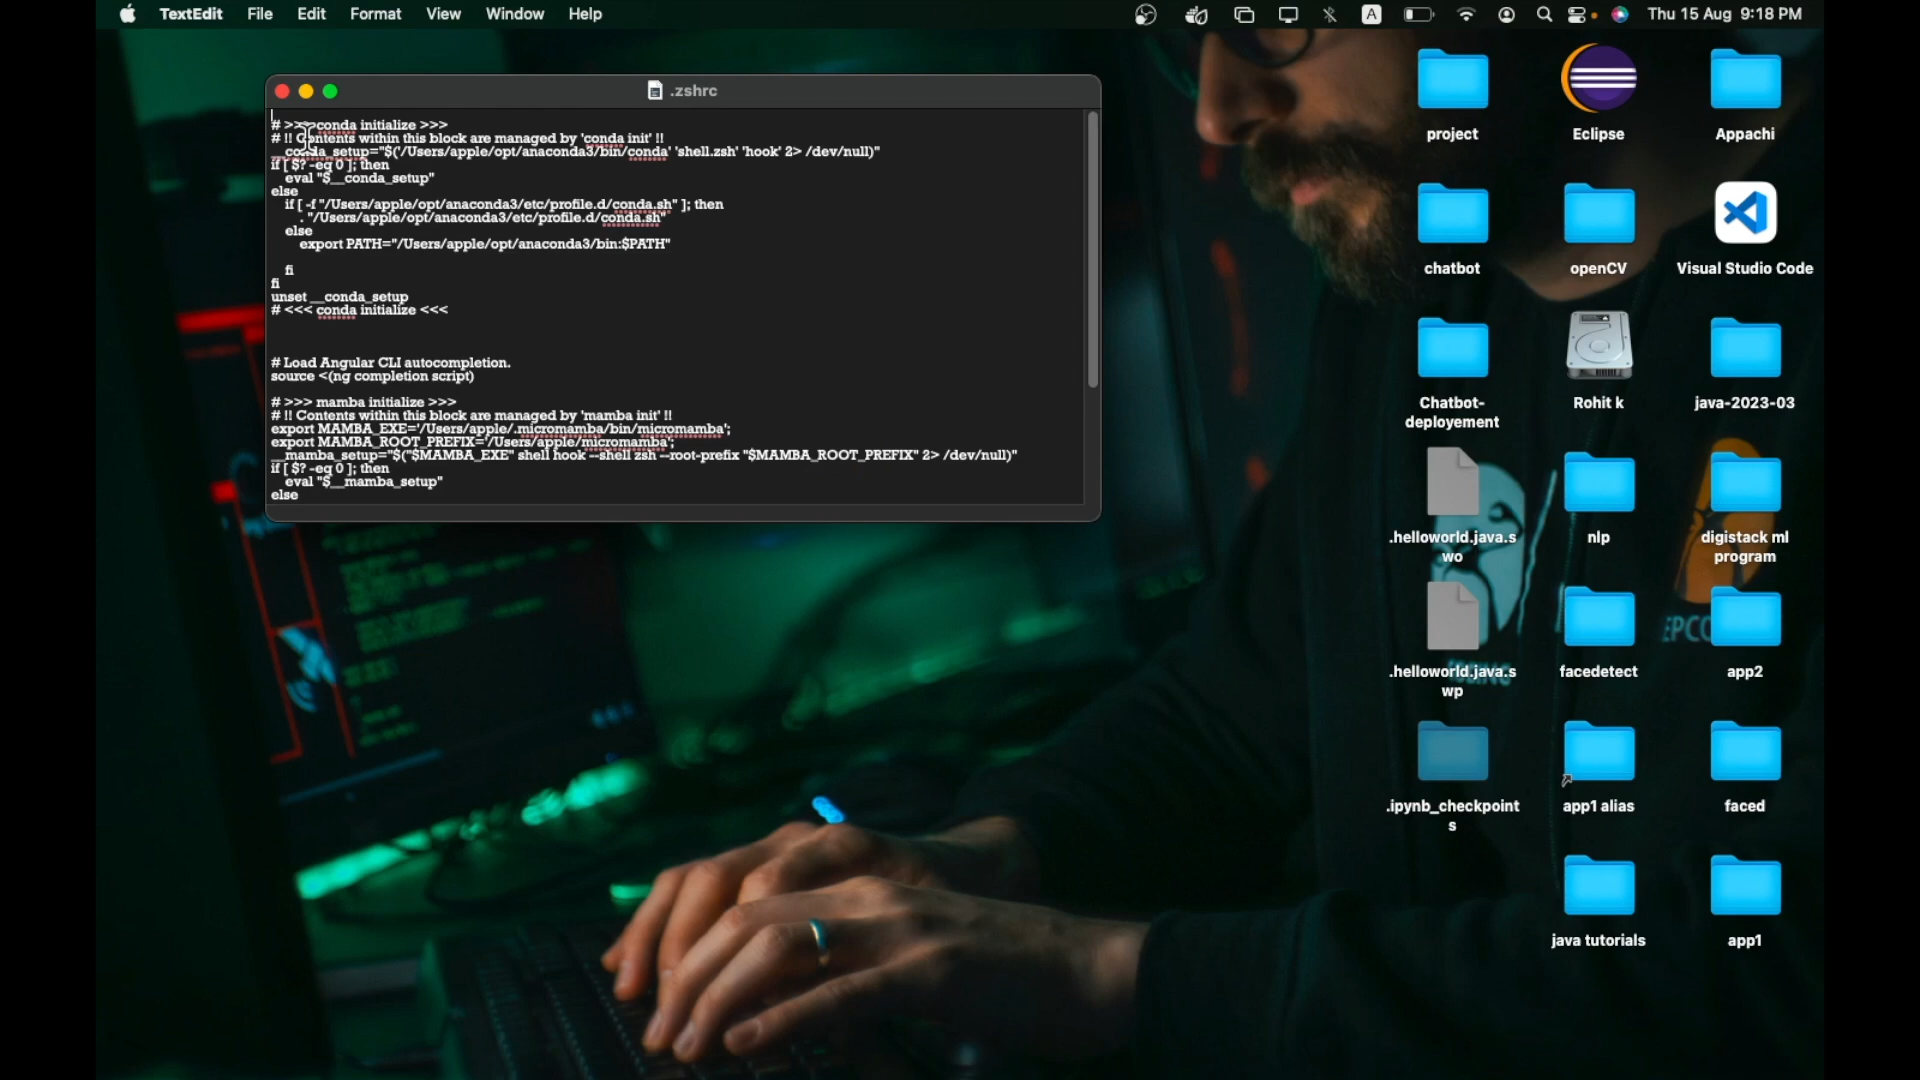 TextEdit File Edit Format View Window Help A Thu 15 Aug 9:18 PM
.zshrc
# >>> conda initialize >>>
# !! Contents within this block are managed by 'conda init' !!
__conda_setup="$('/Users/apple/opt/anaconda3/bin/conda' 'shell.zsh' 'hook' 2> /dev/null)"
if [ $? -eq 0 ]; then
eval "$__conda_setup"
else
if [ -f "/Users/apple/opt/anaconda3/etc/profile.d/conda.sh" ]; then
. "/Users/apple/opt/anaconda3/etc/profile.d/conda.sh"
else
export PATH="/Users/apple/opt/anaconda3/bin:$PATH"
fi
fi
unset __conda_setup
# <<< conda initialize <<<
# Load Angular CLI autocompletion.
source <(ng completion script)
# >>> mamba initialize >>>
# !! Contents within this block are managed by 'mamba init' !!
export MAMBA_EXE='/Users/apple/.micromamba/bin/micromamba';
export MAMBA_ROOT_PREFIX='/Users/apple/micromamba';
__mamba_setup="$("$MAMBA_EXE" shell hook --shell zsh --root-prefix "$MAMBA_ROOT_PREFIX" 2> /dev/null)"
if [ $? -eq 0 ]; then
eval "$__mamba_setup"
else
project
Eclipse
Appachi
chatbot
openCV
Visual Studio Code
Chatbot-
deployement
Rohit k
java-2023-03
.helloworld.java.s
wo
nlp
digistack ml
program
.helloworld.java.s
wp
facedetect
app2
.ipynb_checkpoint
s
app1 alias
faced
java tutorials
app1